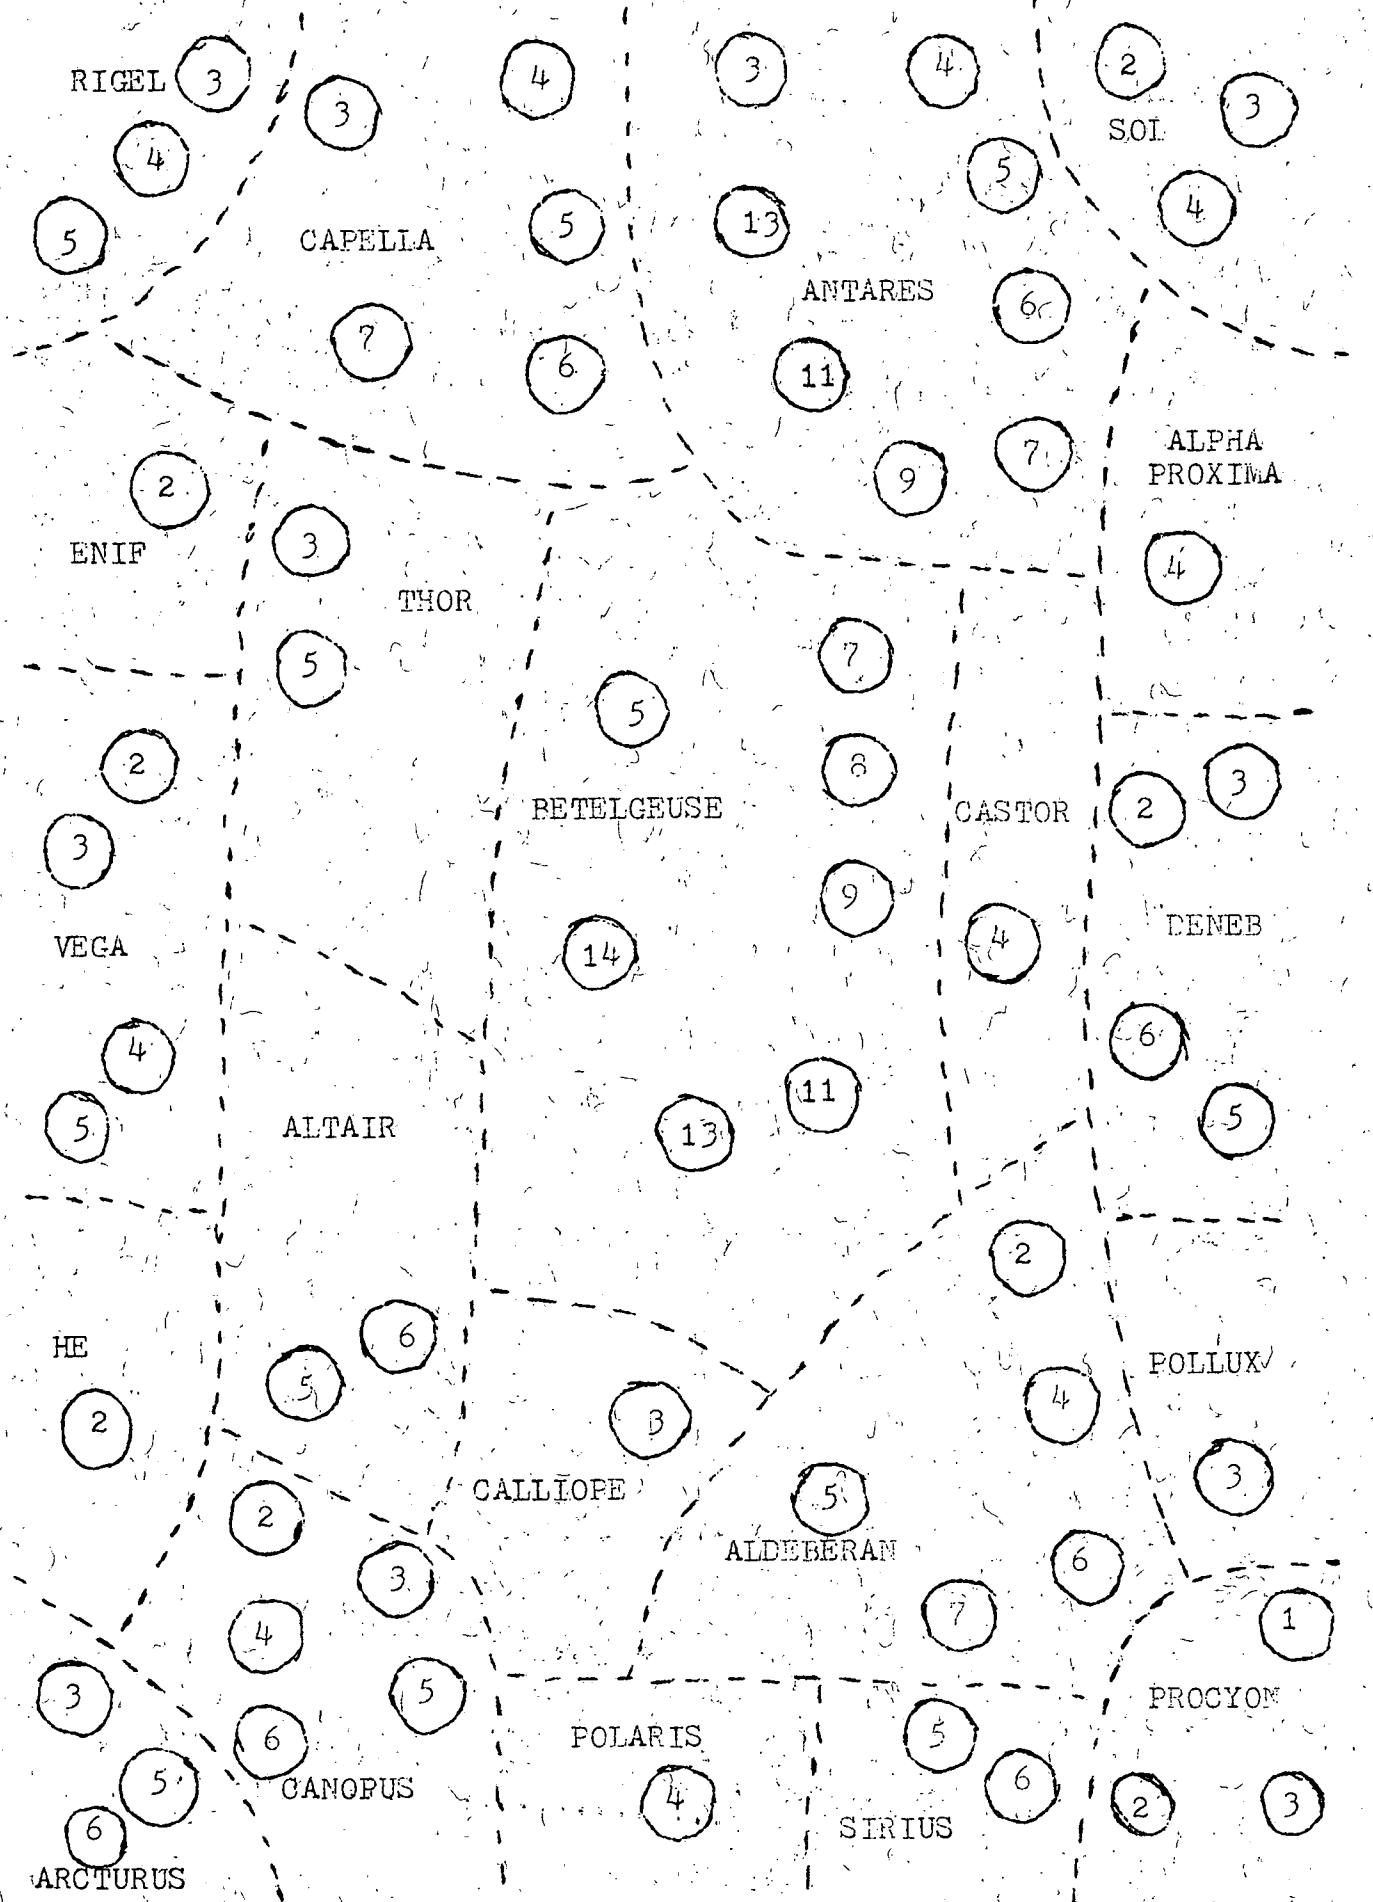 RIGEL 3
4
5
3
4
CAPELLA
5
7
6
3
4
5
13
ANTARES
6
11
7
9
2
3
SOL
4
ALPHA
PROXIMA
4
2
ENIF
3
THOR
5
5
7
BETELGEUSE
8
9
14
11
13
CASTOR
4
2
3
DENEB
6
5
2
3
VEGA
4
5
ALTAIR
6
5
HE
2
3
CALLIOPE
2
4
5
ALDEBERAN
6
7
POLLUX
3
2
3
4
5
6
CANOPUS
3
5
6
ARCTURUS
POLARIS
4
5
6
SIRIUS
1
PROCYON
2
3